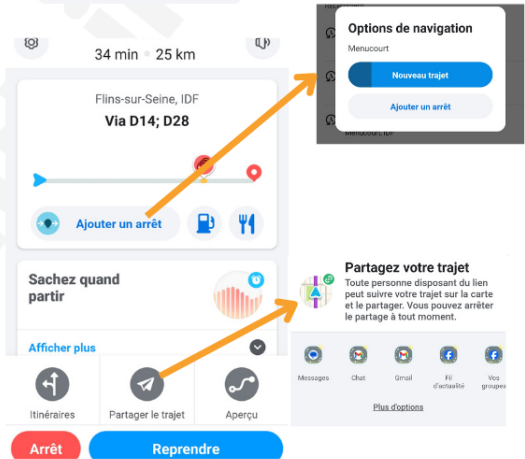 34 min • 25 km
Flins-sur-Seine, IDF
Via D14; D28
Ajouter un arrêt
Sachez quand
partir
Afficher plus
Itinéraires
Partager le trajet
Aperçu
Arrêt
Reprendre
Options de navigation
Menucourt
Nouveau trajet
Ajouter un arrêt
Menucourt, IDF
Partagez votre trajet
Toute personne disposant du lien
peut suivre votre trajet sur la carte
et le partager. Vous pouvez arrêter
le partage à tout moment.
Messages
Chat
Gmail
Fil
d'actualité
Vos
groupes
Plus d'options